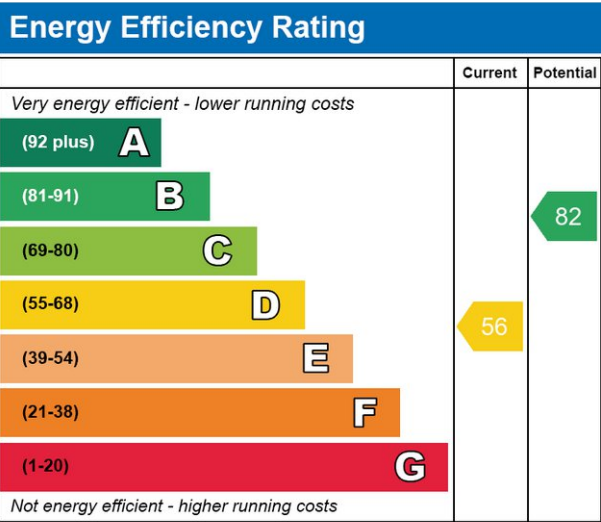 Energy Efficiency Rating
Current Potential
Very energy efficient - lower running costs
(92 plus) A
(81-91) B
82
(69-80) C
(55-68) D
56
(39-54) E
(21-38) F
(1-20) G
Not energy efficient - higher running costs